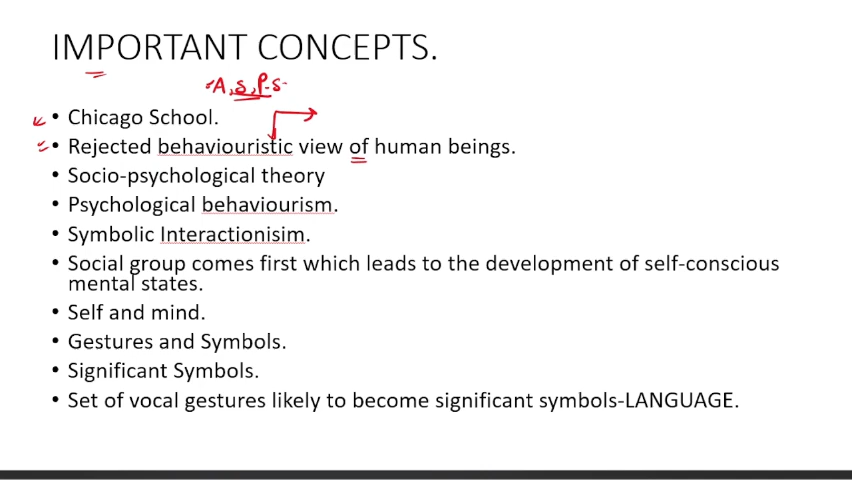 IMPORTANT CONCEPTS.
A, S, P-S
• Chicago School.
• Rejected behaviouristic view of human beings.
• Socio-psychological theory
• Psychological behaviourism.
• Symbolic Interactionisim.
• Social group comes first which leads to the development of self-conscious
mental states.
• Self and mind.
• Gestures and Symbols.
• Significant Symbols.
• Set of vocal gestures likely to become significant symbols-LANGUAGE.